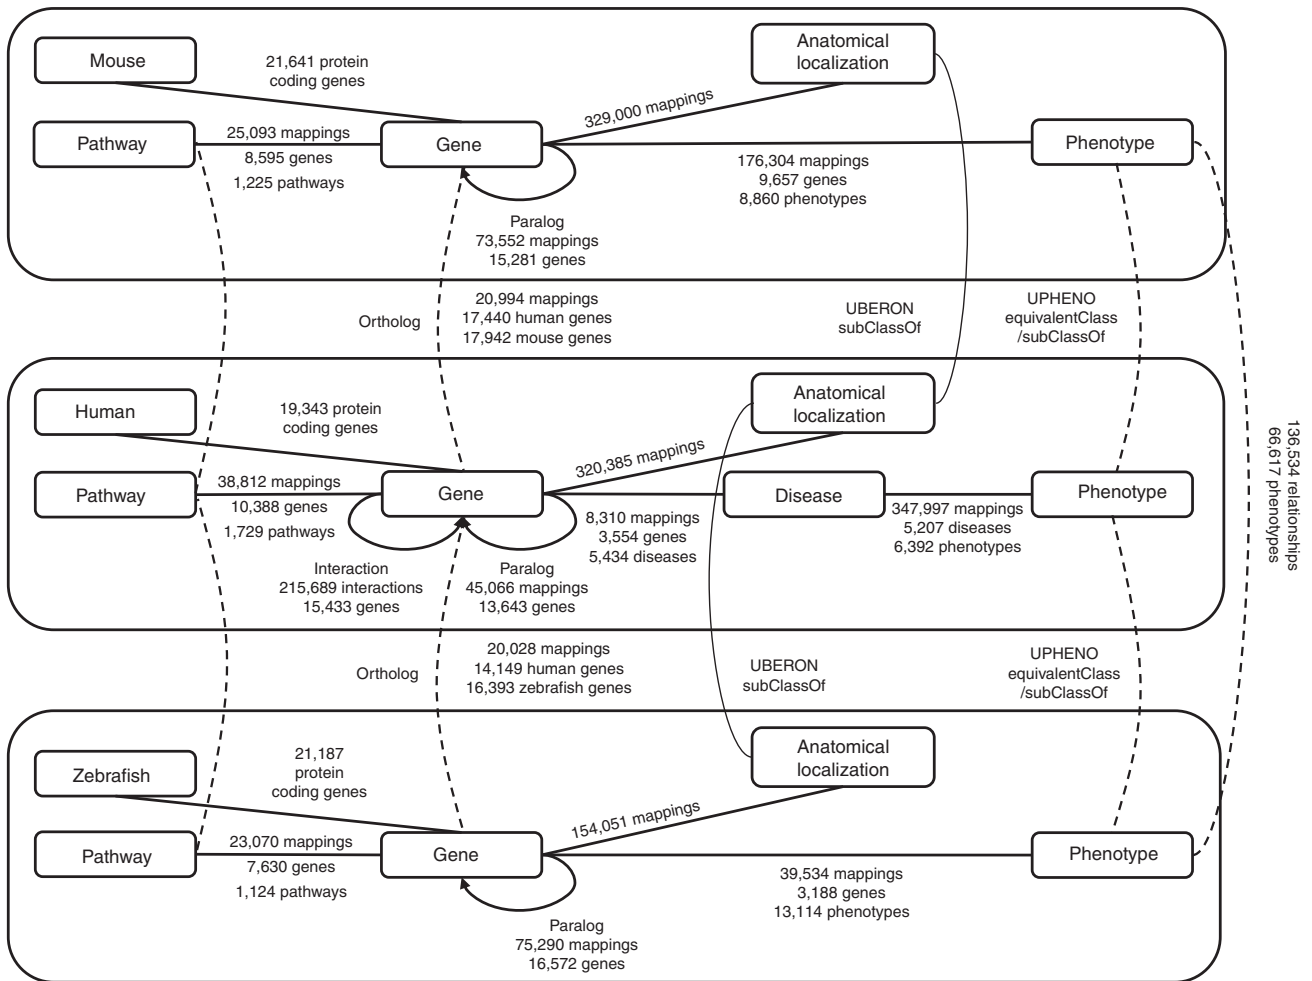 Mouse
21,641 protein
coding genes
Anatomical
localization
329,000 mappings
Pathway
25,093 mappings
8,595 genes
1,225 pathways
Gene
176,304 mappings
9,657 genes
8,860 phenotypes
Phenotype
Paralog
73,552 mappings
15,281 genes
Ortholog
20,994 mappings
17,440 human genes
17,942 mouse genes
UBERON
subClassOf
UPHENO
equivalentClass
/subClassOf
Human
19,343 protein
coding genes
Anatomical
localization
320,385 mappings
Pathway
38,812 mappings
10,388 genes
1,729 pathways
Gene
8,310 mappings
3,554 genes
5,434 diseases
Disease
347,997 mappings
5,207 diseases
6,392 phenotypes
Phenotype
Interaction
215,689 interactions
15,433 genes
Paralog
45,066 mappings
13,643 genes
136,534 relationships
66,617 phenotypes
Ortholog
20,028 mappings
14,149 human genes
16,393 zebrafish genes
UBERON
subClassOf
UPHENO
equivalentClass
/subClassOf
Zebrafish
21,187
protein
coding genes
Anatomical
localization
154,051 mappings
Pathway
23,070 mappings
7,630 genes
1,124 pathways
Gene
39,534 mappings
3,188 genes
13,114 phenotypes
Phenotype
Paralog
75,290 mappings
16,572 genes